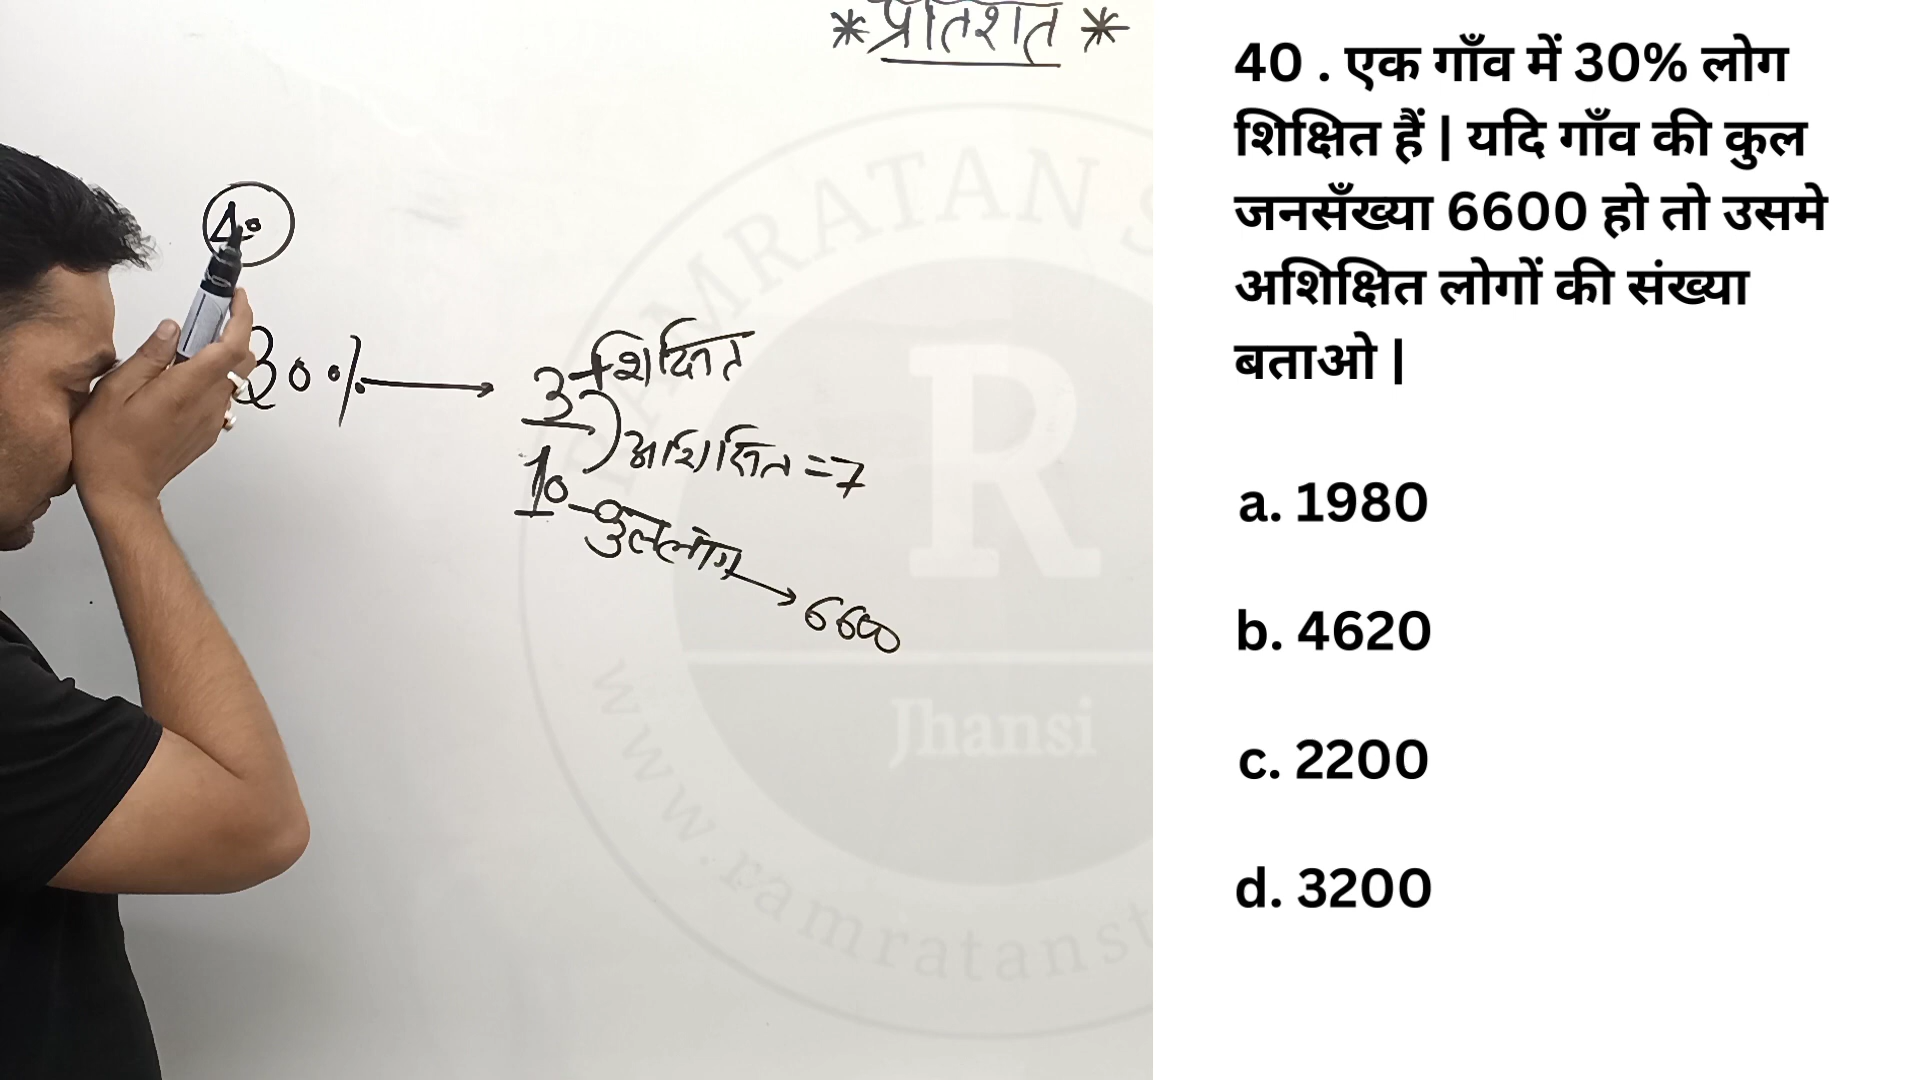 *प्रतिशत*
40
30% → 3 - शिक्षित
अशिक्षित = 7
10 - कुल लोग → 6600
RAMRATAN S
R
Jhansi
www.ramratanst
40 . एक गाँव में 30% लोग
शिक्षित हैं | यदि गाँव की कुल
जनसँख्या 6600 हो तो उसमे
अशिक्षित लोगों की संख्या
बताओ |
a. 1980
b. 4620
c. 2200
d. 3200